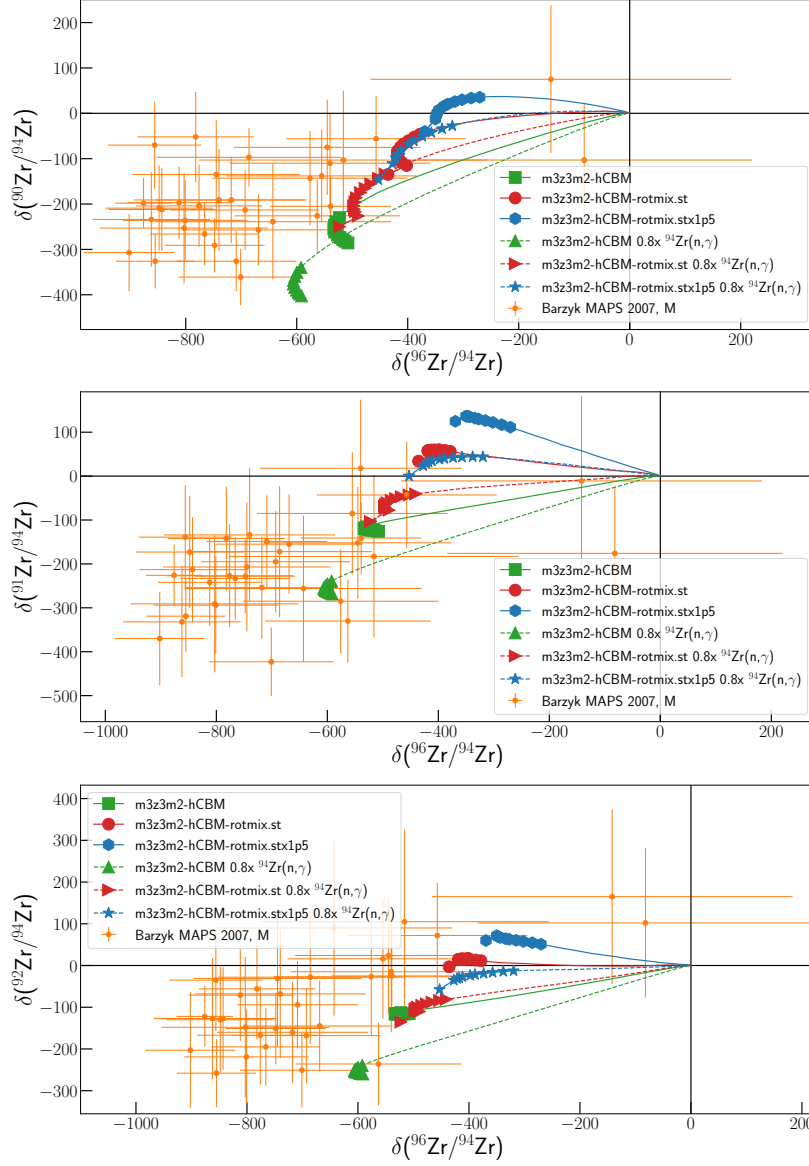 200
100
0
−100
−200
−300
−400
δ(⁹⁰Zr/⁹⁴Zr)
m3z3m2-hCBM
m3z3m2-hCBM-rotmix.st
m3z3m2-hCBM-rotmix.stx1p5
m3z3m2-hCBM 0.8x ⁹⁴Zr(n,γ)
m3z3m2-hCBM-rotmix.st 0.8x ⁹⁴Zr(n,γ)
m3z3m2-hCBM-rotmix.stx1p5 0.8x ⁹⁴Zr(n,γ)
Barzyk MAPS 2007, M
−800 −600 −400 −200 0 200
δ(⁹⁶Zr/⁹⁴Zr)
100
0
−100
−200
−300
−400
−500
δ(⁹¹Zr/⁹⁴Zr)
m3z3m2-hCBM
m3z3m2-hCBM-rotmix.st
m3z3m2-hCBM-rotmix.stx1p5
m3z3m2-hCBM 0.8x ⁹⁴Zr(n,γ)
m3z3m2-hCBM-rotmix.st 0.8x ⁹⁴Zr(n,γ)
m3z3m2-hCBM-rotmix.stx1p5 0.8x ⁹⁴Zr(n,γ)
Barzyk MAPS 2007, M
−1000 −800 −600 −400 −200 0 200
δ(⁹⁶Zr/⁹⁴Zr)
400
300
200
100
0
−100
−200
−300
δ(⁹²Zr/⁹⁴Zr)
m3z3m2-hCBM
m3z3m2-hCBM-rotmix.st
m3z3m2-hCBM-rotmix.stx1p5
m3z3m2-hCBM 0.8x ⁹⁴Zr(n,γ)
m3z3m2-hCBM-rotmix.st 0.8x ⁹⁴Zr(n,γ)
m3z3m2-hCBM-rotmix.stx1p5 0.8x ⁹⁴Zr(n,γ)
Barzyk MAPS 2007, M
−1000 −800 −600 −400 −200 0 200
δ(⁹⁶Zr/⁹⁴Zr)